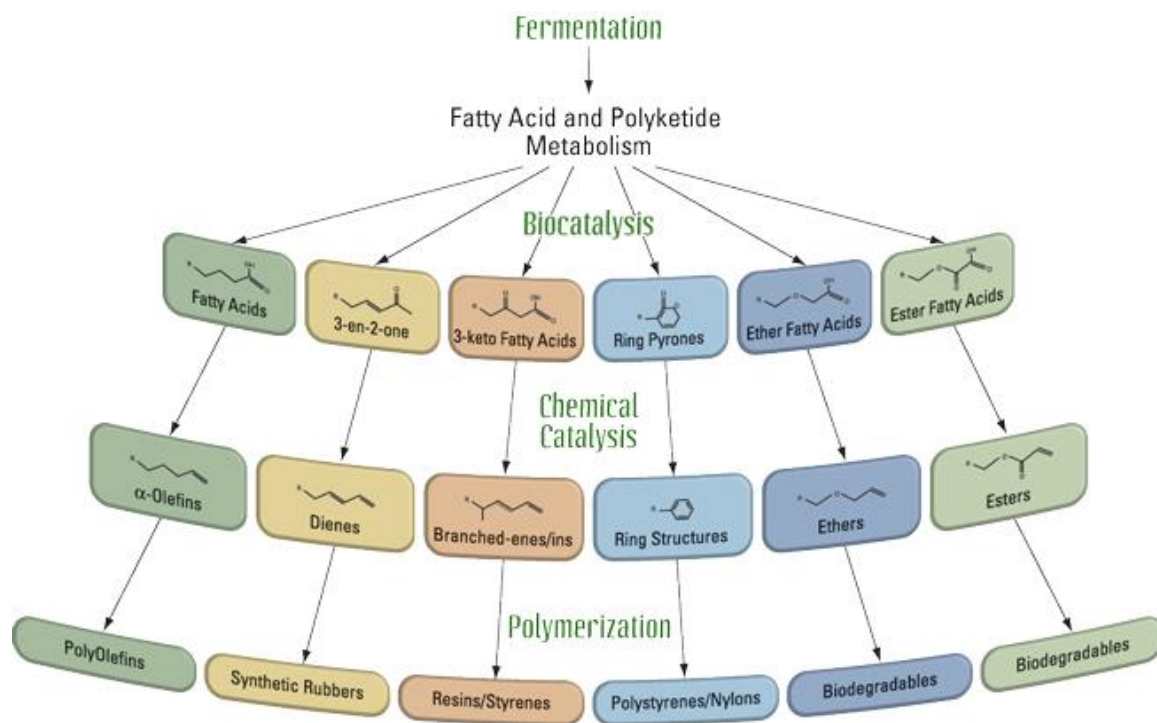 Fermentation
Fatty Acid and Polyketide
Metabolism
Biocatalysis
Fatty Acids
3-en-2-one
3-keto Fatty Acids
Ring Pyrones
Ether Fatty Acids
Ester Fatty Acids
Chemical
Catalysis
α-Olefins
Dienes
Branched-enes/ins
Ring Structures
Ethers
Esters
Polymerization
PolyOlefins
Synthetic Rubbers
Resins/Styrenes
Polystyrenes/Nylons
Biodegradables
Biodegradables